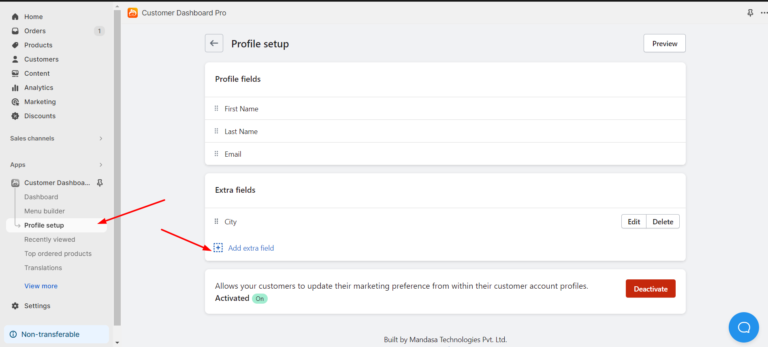 Home
Orders 1
Products
Customers
Content
Analytics
Marketing
Discounts
Sales channels
Apps
Customer Dashboa...
Dashboard
Menu builder
Profile setup
Recently viewed
Top ordered products
Translations
View more
Settings
Non-transferable
Customer Dashboard Pro
Profile setup
Preview
Profile fields
First Name
Last Name
Email
Extra fields
City
Edit Delete
Add extra field
Allows your customers to update their marketing preference from within their customer account profiles.
Activated On
Deactivate
Built by Mandasa Technologies Pvt. Ltd.